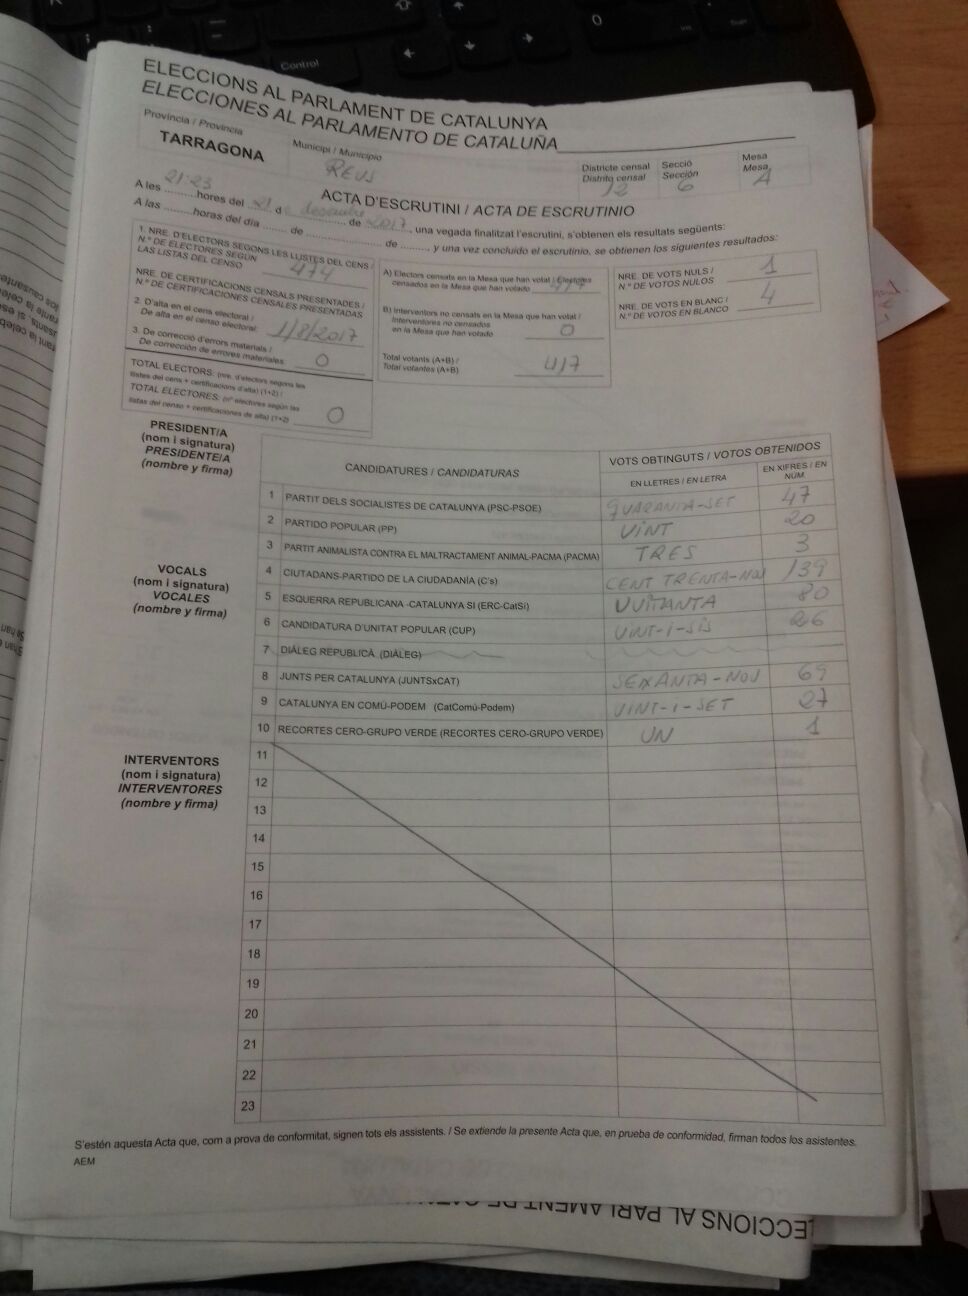 Control
ELECCIONS AL PARLAMENT DE CATALUNYA
ELECCIONES AL PARLAMENTO DE CATALUÑA
Província / Provincia
TARRAGONA
Municipi / Municipio
REUS
Districte censal
Distrito censal
12
Secció
Sección
6
Mesa
Mesa
A
ACTA D'ESCRUTINI / ACTA DE ESCRUTINIO
A les 21:23 hores del 21 de desembre de 2017, una vegada finalitzat l'escrutini, s'obtenen els resultats següents:
A las ......... horas del día ....... de ........................ de ........., y una vez concluido el escrutinio, se obtienen los siguientes resultados:
1. NRE. D'ELECTORS SEGONS LES LLISTES DEL CENS /
N.º DE ELECTORES SEGÚN
LAS LISTAS DEL CENSO 474
NRE. DE CERTIFICACIONS CENSALS PRESENTADES /
N.º DE CERTIFICACIONES CENSALES PRESENTADAS
2. D'alta en el cens electoral /
De alta en el censo electoral: 1/8/2017
3. De correcció d'errors materials /
De corrección de errores materiales: 0
TOTAL ELECTORS: (nre. d'electors segons les
llistes del cens + certificacions d'alta) (1+2) /
TOTAL ELECTORES: (nº electores según las
listas del censo + certificaciones de alta) (1+2) 0
A) Electors censats en la Mesa que han votat / Electores
censados en la Mesa que han votado 417
B) Interventors no censats en la Mesa que han votat /
Interventores no censados
en la Mesa que han votado 0
Total votants (A+B) /
Total votantes (A+B) 417
NRE. DE VOTS NULS /
N.º DE VOTOS NULOS 1
NRE. DE VOTS EN BLANC /
N.º DE VOTOS EN BLANCO 4
PRESIDENT/A
(nom i signatura)
PRESIDENTE/A
(nombre y firma)
VOCALS
(nom i signatura)
VOCALES
(nombre y firma)
INTERVENTORS
(nom i signatura)
INTERVENTORES
(nombre y firma)
CANDIDATURES / CANDIDATURAS
VOTS OBTINGUTS / VOTOS OBTENIDOS
EN LLETRES / EN LETRA
EN XIFRES / EN
NÚM.
1 PARTIT DELS SOCIALISTES DE CATALUNYA (PSC-PSOE) QUARANTA-SET 47
2 PARTIDO POPULAR (PP) VINT 20
3 PARTIT ANIMALISTA CONTRA EL MALTRACTAMENT ANIMAL-PACMA (PACMA) TRES 3
4 CIUTADANS-PARTIDO DE LA CIUDADANÍA (C's) CENT TRENTA-NOU 139
5 ESQUERRA REPUBLICANA -CATALUNYA SI (ERC-CatSí) VUITANTA 80
6 CANDIDATURA D'UNITAT POPULAR (CUP) VINT-I-SIS 26
7 DIÀLEG REPUBLICÀ (DIÀLEG)
8 JUNTS PER CATALUNYA (JUNTSxCAT) SEIXANTA-NOU 69
9 CATALUNYA EN COMÚ-PODEM (CatComú-Podem) VINT-I-SET 27
10 RECORTES CERO-GRUPO VERDE (RECORTES CERO-GRUPO VERDE) UN 1
11
12
13
14
15
16
17
18
19
20
21
22
23
S'estén aquesta Acta que, com a prova de conformitat, signen tots els assistents. / Se extiende la presente Acta que, en prueba de conformidad, firman todos los asistentes.
AEM